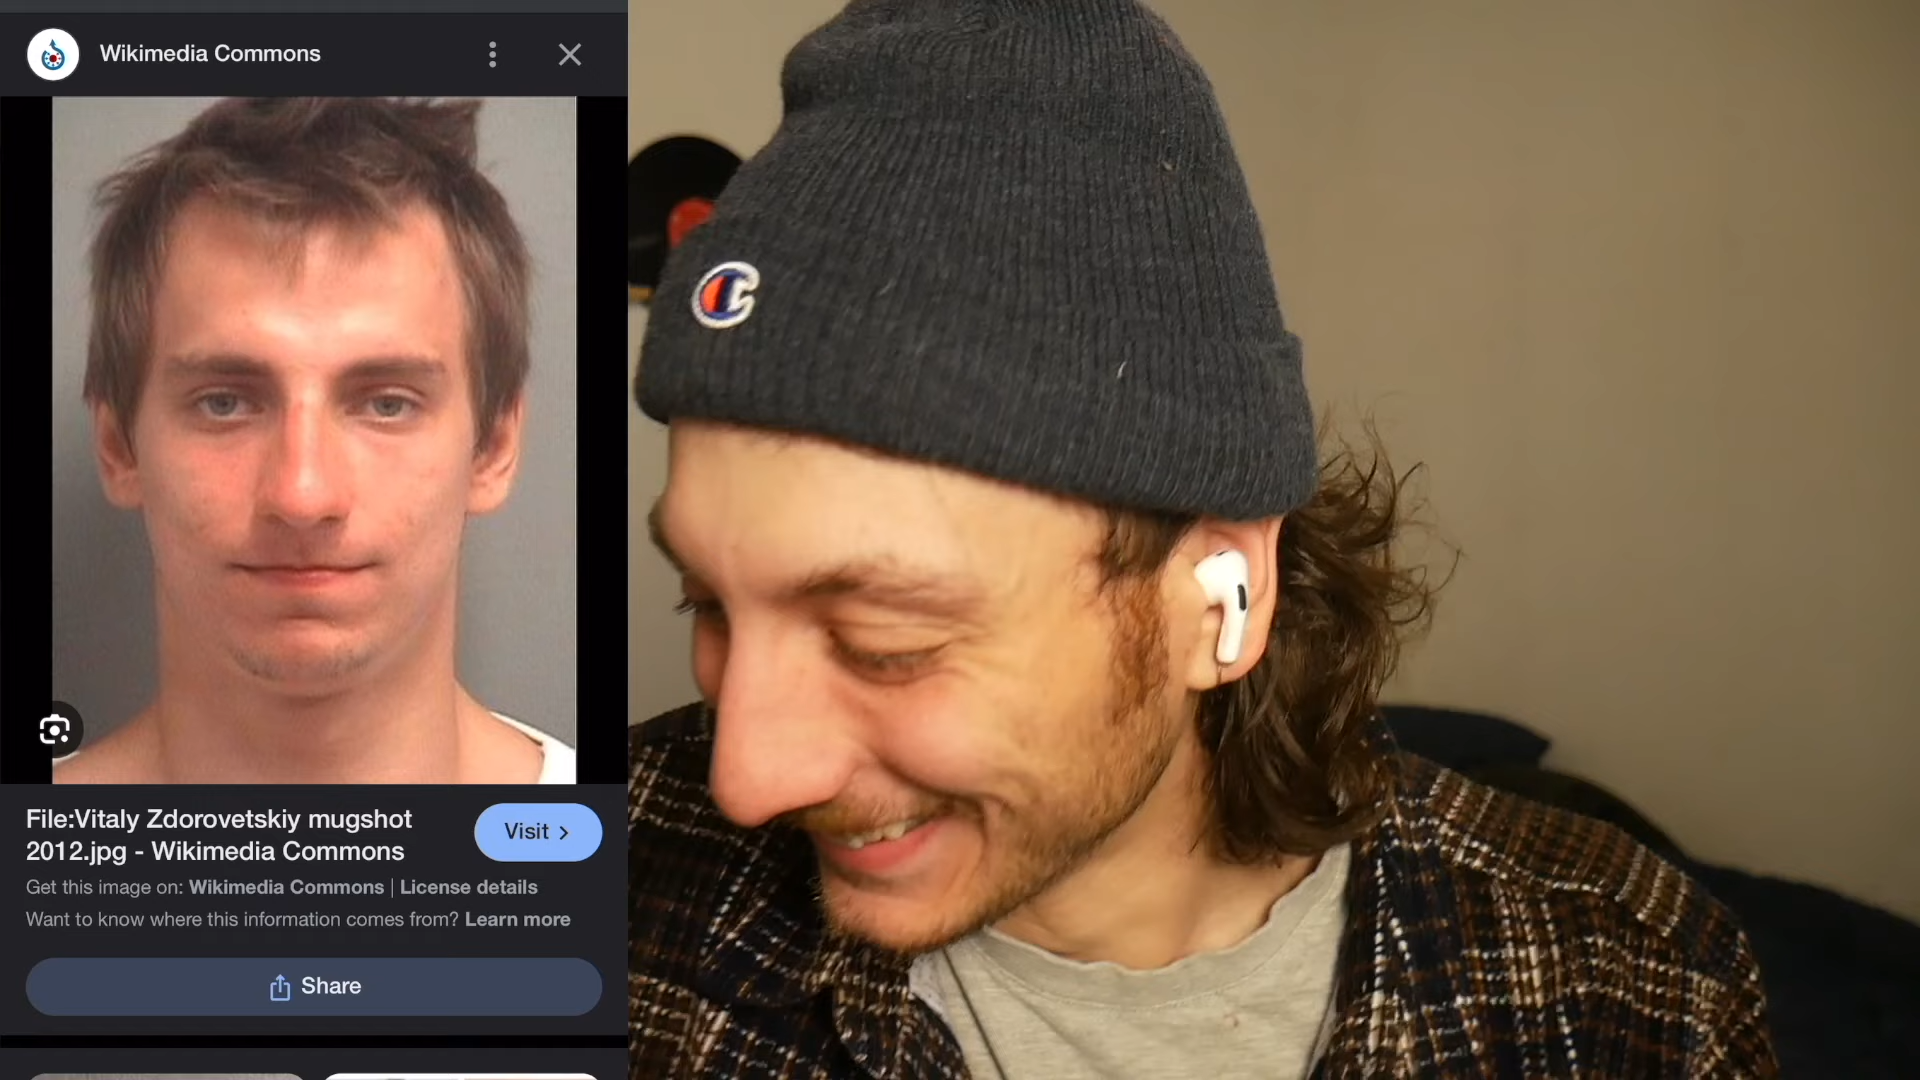 Wikimedia Commons
File:Vitaly Zdorovetskiy mugshot
2012.jpg - Wikimedia Commons
Visit >
Get this image on: Wikimedia Commons | License details
Want to know where this information comes from? Learn more
Share